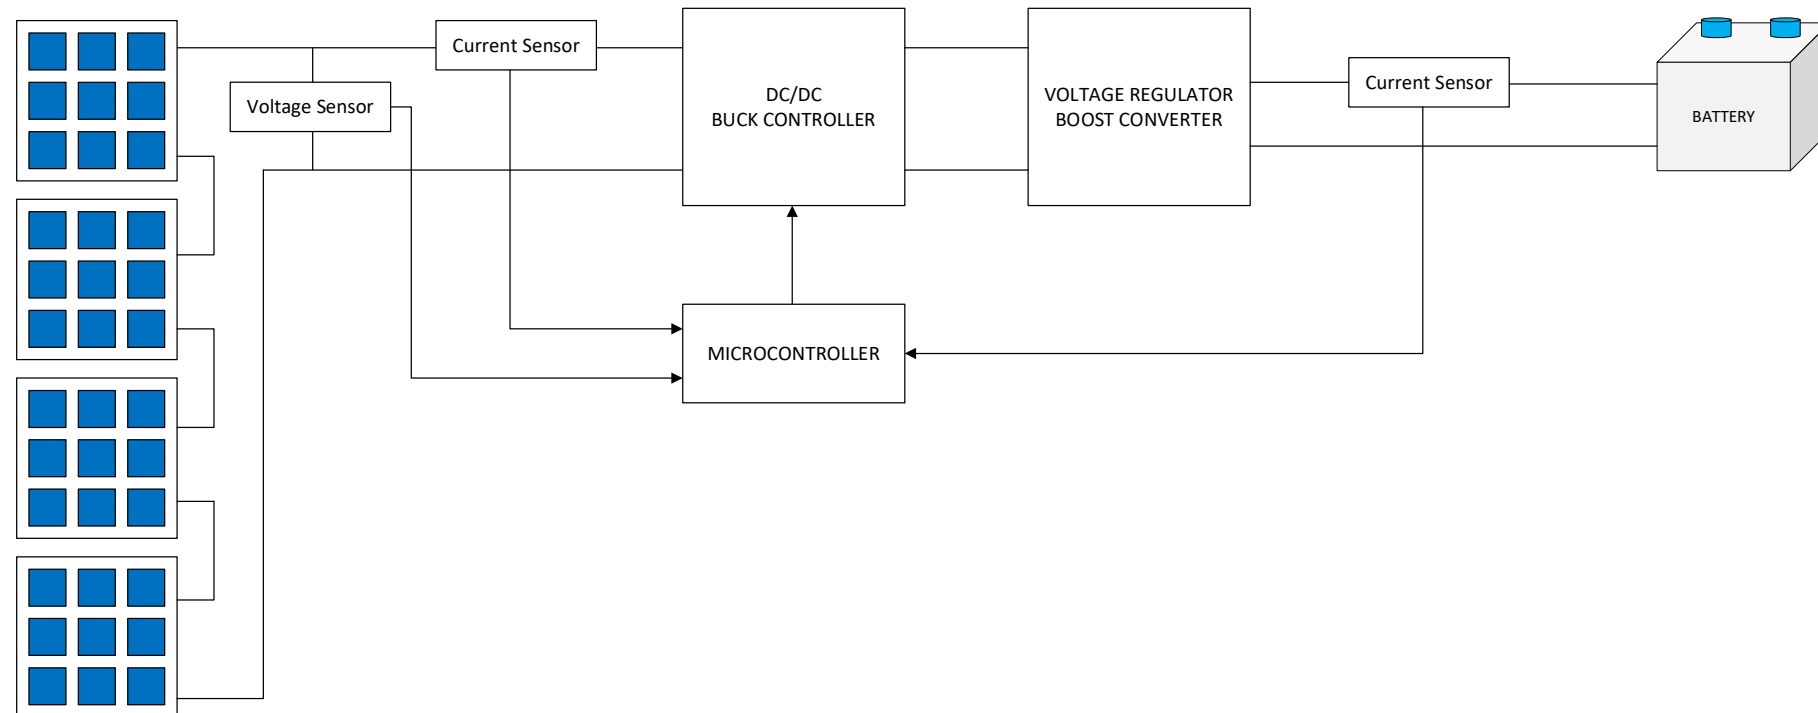 Current Sensor
Voltage Sensor
DC/DC
BUCK CONTROLLER
VOLTAGE REGULATOR
BOOST CONVERTER
Current Sensor
BATTERY
MICROCONTROLLER